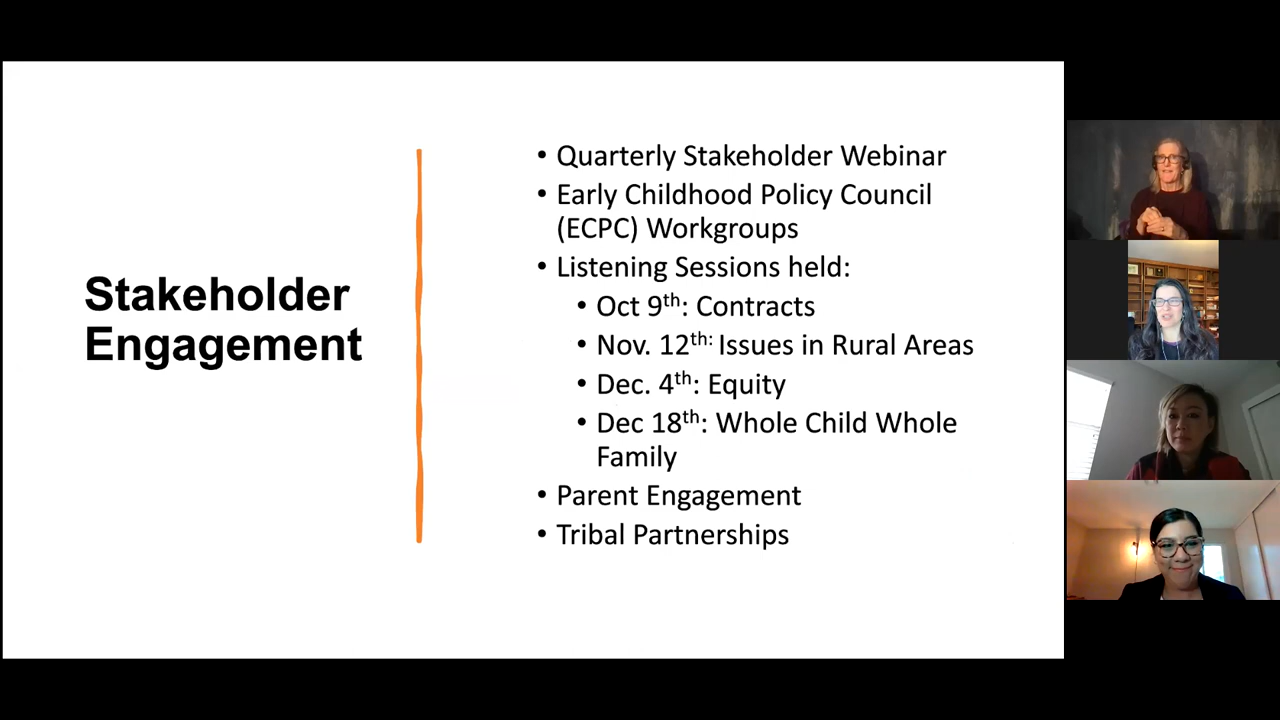 Stakeholder
Engagement
• Quarterly Stakeholder Webinar
• Early Childhood Policy Council
(ECPC) Workgroups
• Listening Sessions held:
• Oct 9th: Contracts
• Nov. 12th: Issues in Rural Areas
• Dec. 4th: Equity
• Dec 18th: Whole Child Whole
Family
• Parent Engagement
• Tribal Partnerships